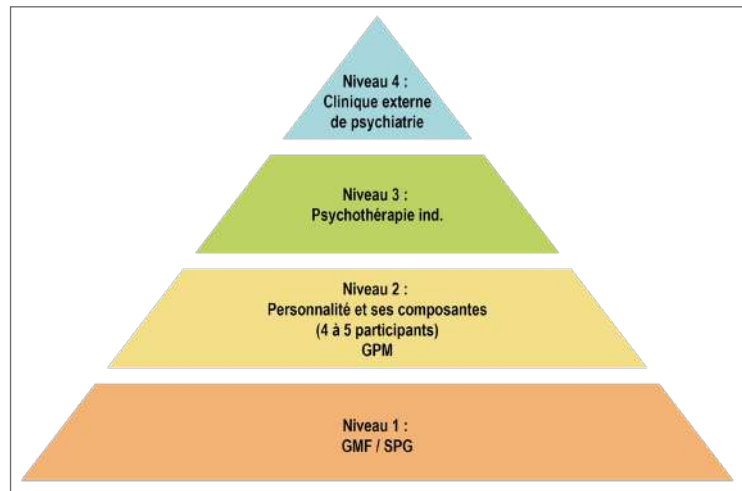 Niveau 4 :
Clinique externe
de psychiatrie
Niveau 3 :
Psychothérapie ind.
Niveau 2 :
Personnalité et ses composantes
(4 à 5 participants)
GPM
Niveau 1 :
GMF / SPG